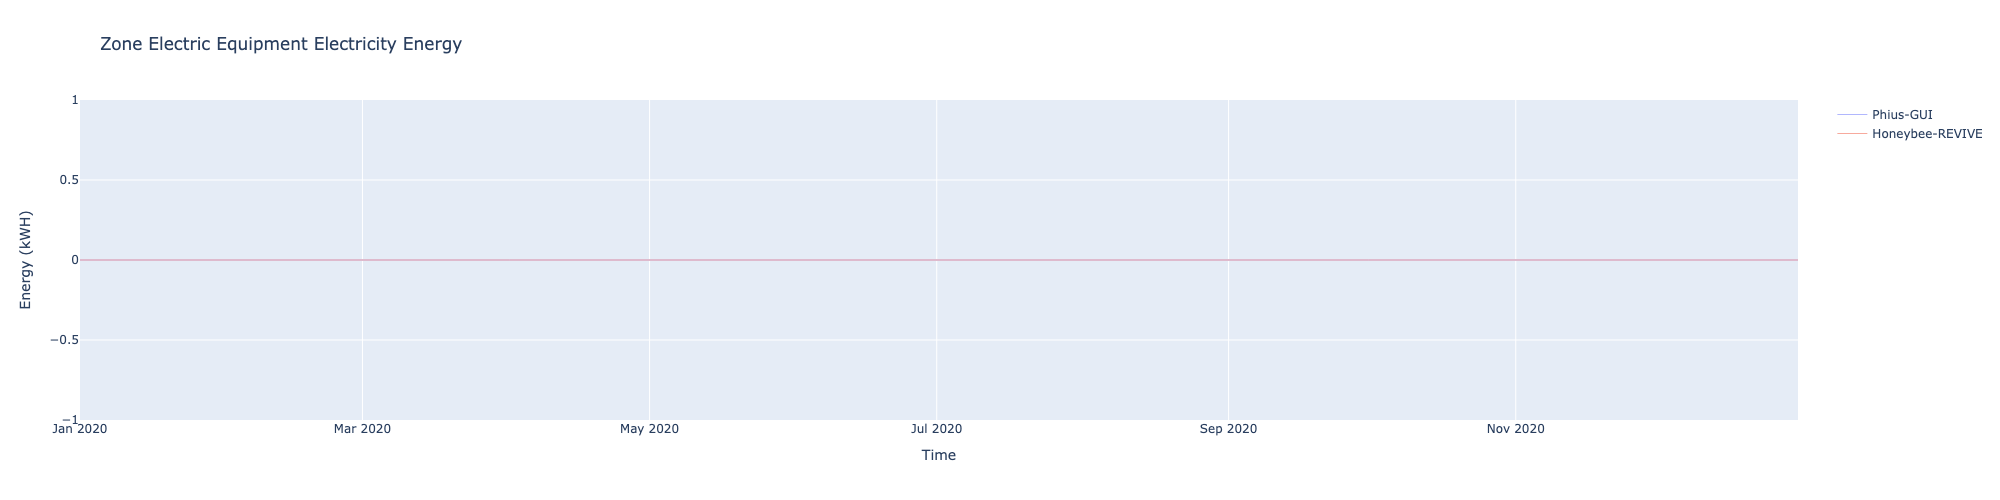 Zone Electric Equipment Electricity Energy
1
0.5
0
−0.5
−1
Energy (kWH)
Jan 2020
Mar 2020
May 2020
Jul 2020
Sep 2020
Nov 2020
Time
Phius-GUI
Honeybee-REVIVE